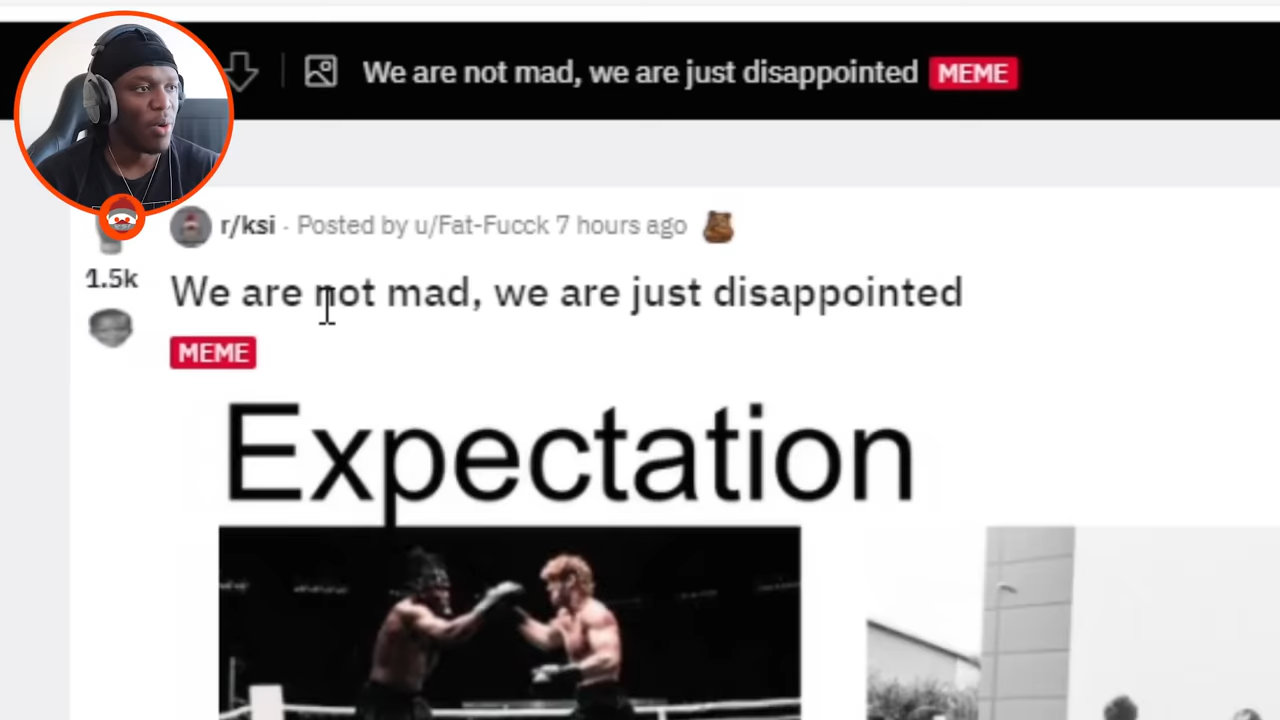 We are not mad, we are just disappointed MEME
r/ksi · Posted by u/Fat-Fucck 7 hours ago
1.5k
We are not mad, we are just disappointed
MEME
Expectation